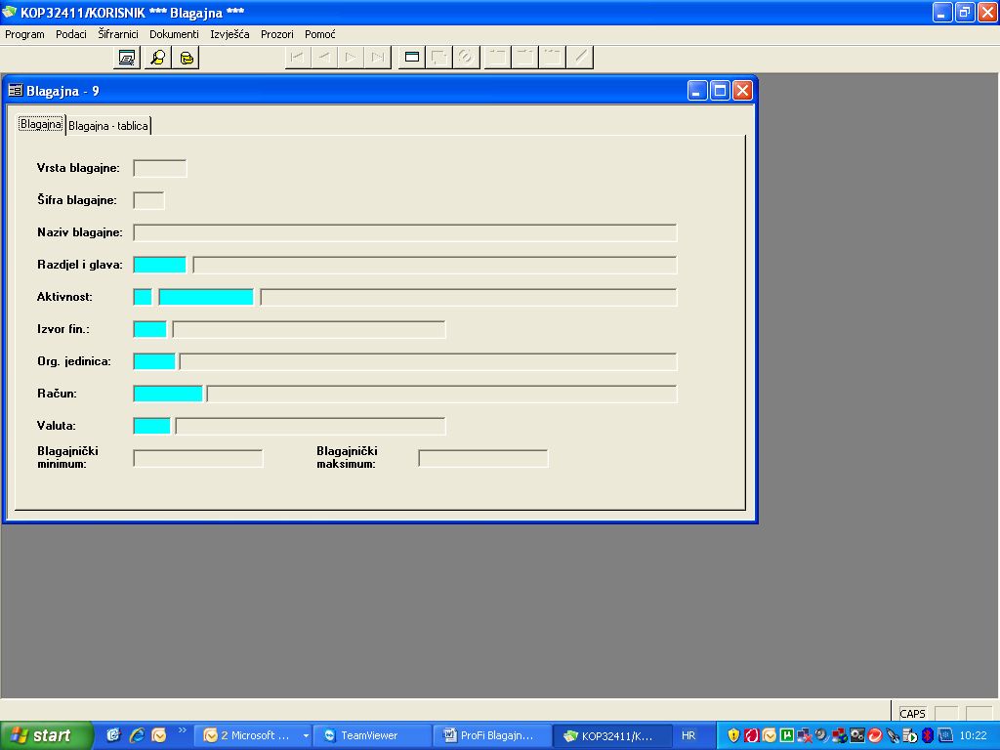 KOP32411/KORISNIK *** Blagajna ***
Program Podaci Šifrarnici Dokumenti Izvješća Prozori Pomoć
Blagajna - 9
Blagajna Blagajna - tablica
Vrsta blagajne:
Šifra blagajne:
Naziv blagajne:
Razdjel i glava:
Aktivnost:
Izvor fin.:
Org. jedinica:
Račun:
Valuta:
Blagajnički minimum:
Blagajnički maksimum:
CAPS
start 2 Microsoft ... TeamViewer ProFi Blagajn... KOP32411/K... HR 10:22